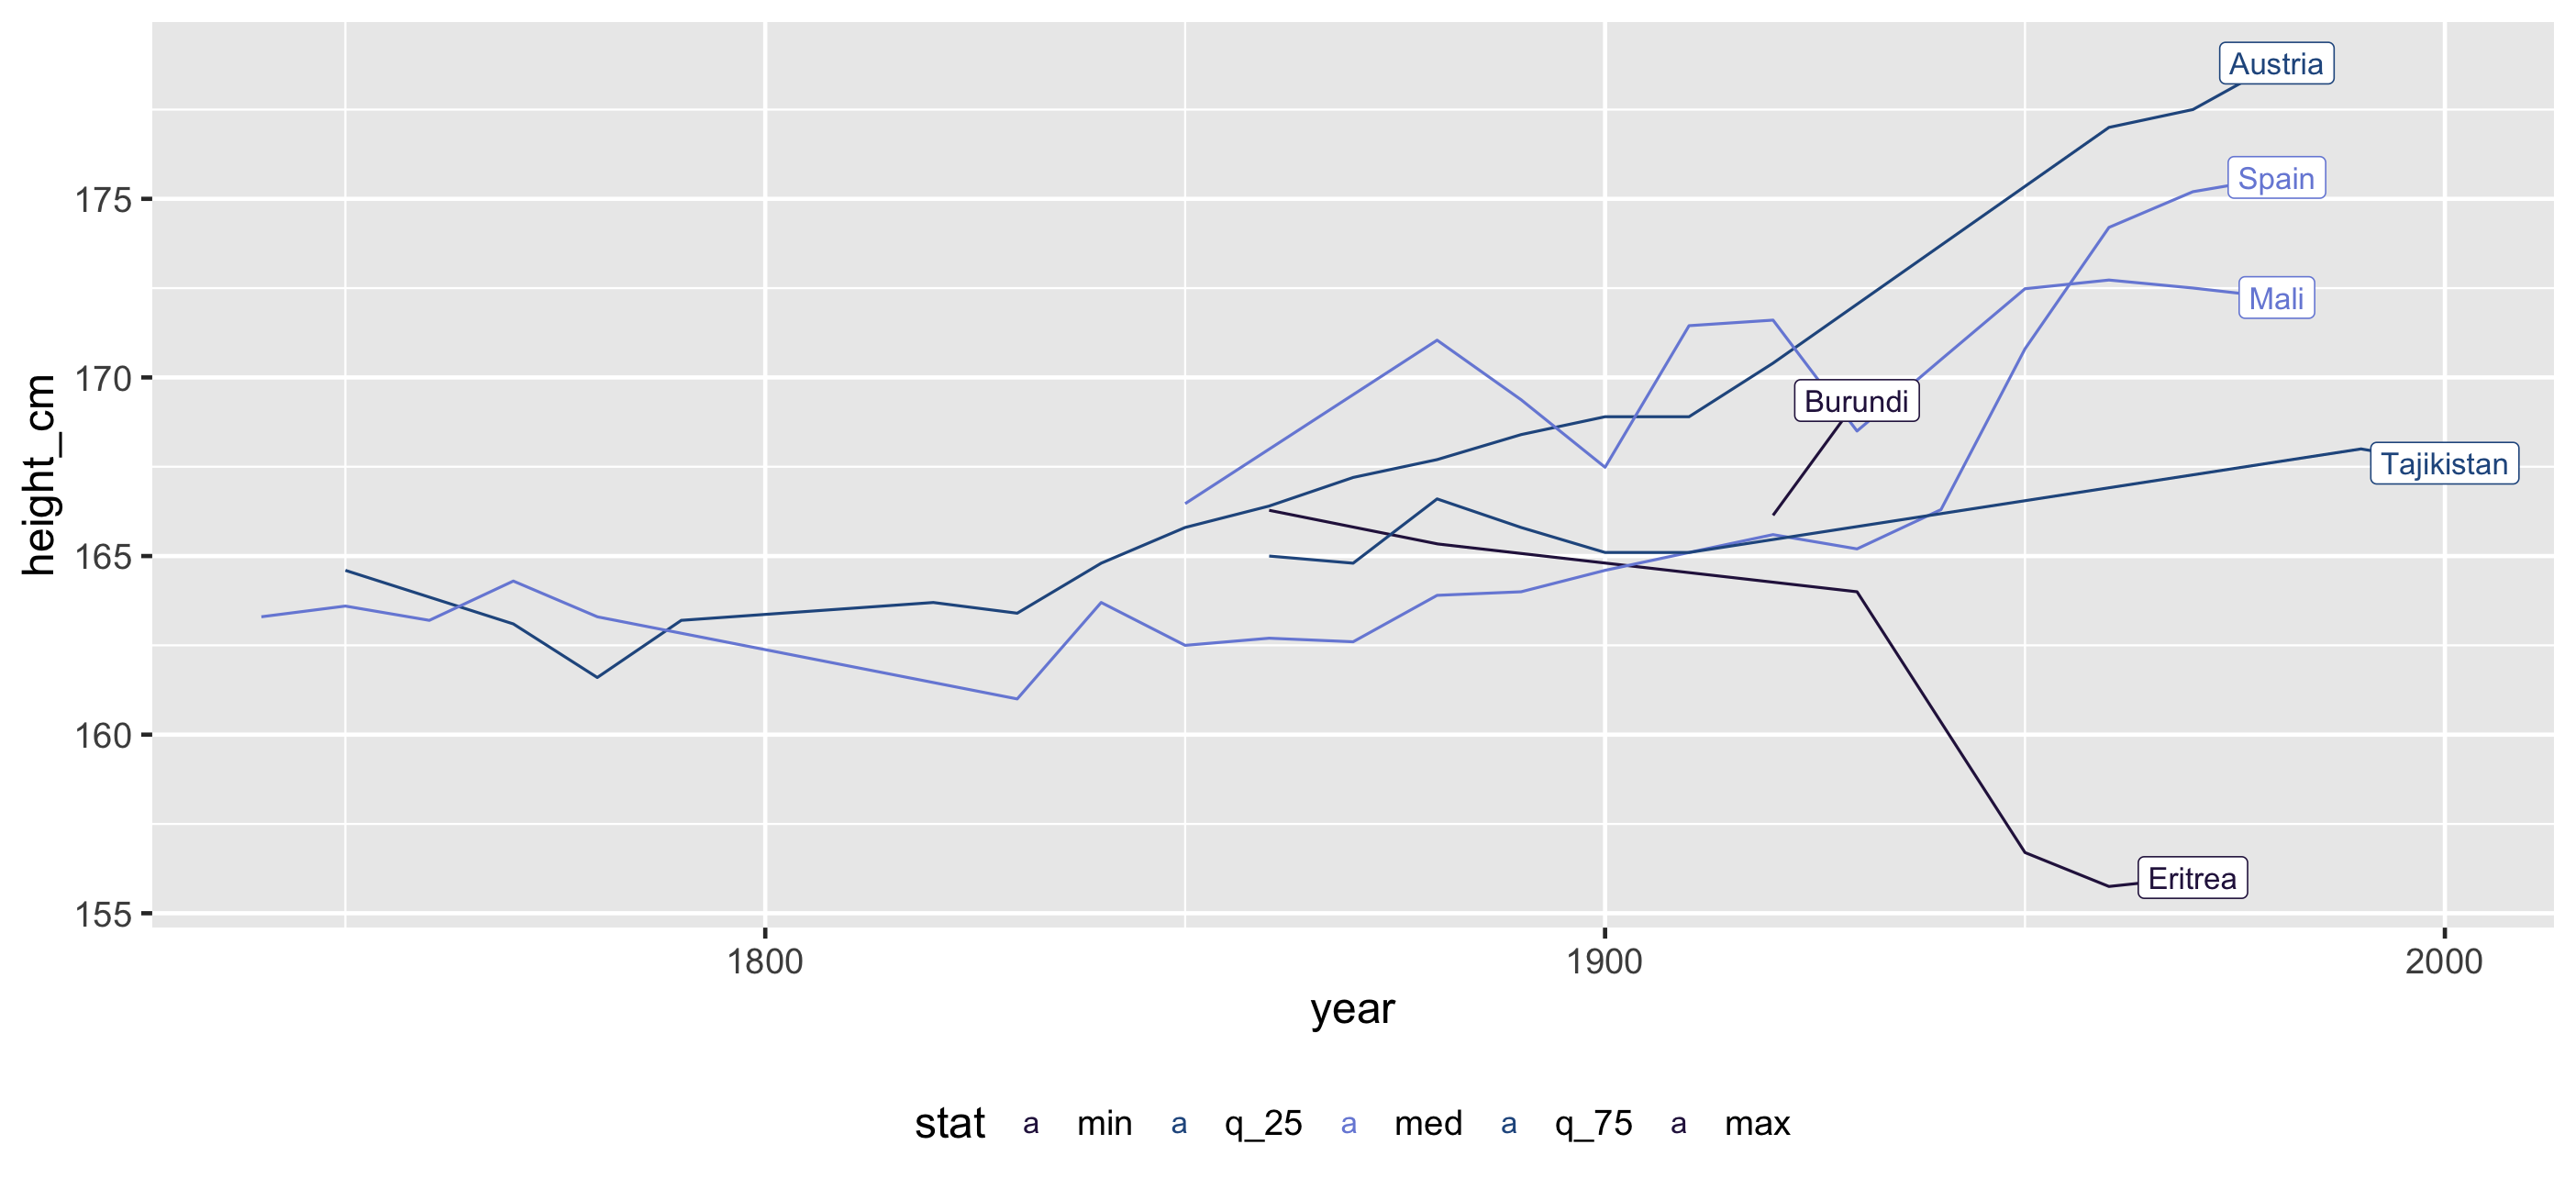 Austria
Spain
175
Mali
170
Burundi
Tajikistan
height_cm
165
160
Eritrea
155
1800 1900 2000
year
stat a min a q_25 a med a q_75 a max